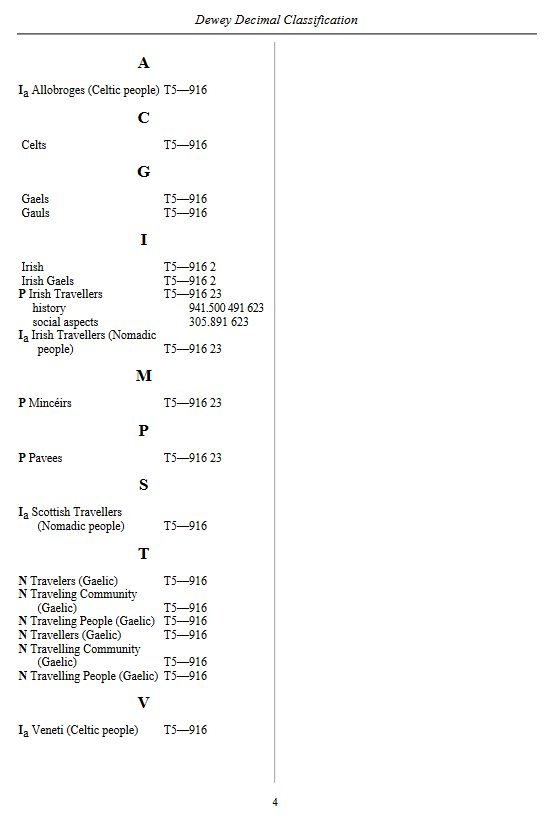 Dewey Decimal Classification
A
Ia Allobroges (Celtic people) T5—916
C
Celts T5—916
G
Gaels T5—916
Gauls T5—916
I
Irish T5—916 2
Irish Gaels T5—916 2
P Irish Travellers T5—916 23
history 941.500 491 623
social aspects 305.891 623
Ia Irish Travellers (Nomadic
people) T5—916 23
M
P Mincéirs T5—916 23
P
P Pavees T5—916 23
S
Ia Scottish Travellers
(Nomadic people) T5—916
T
N Travelers (Gaelic) T5—916
N Traveling Community
(Gaelic) T5—916
N Traveling People (Gaelic) T5—916
N Travellers (Gaelic) T5—916
N Travelling Community
(Gaelic) T5—916
N Travelling People (Gaelic) T5—916
V
Ia Veneti (Celtic people) T5—916
4